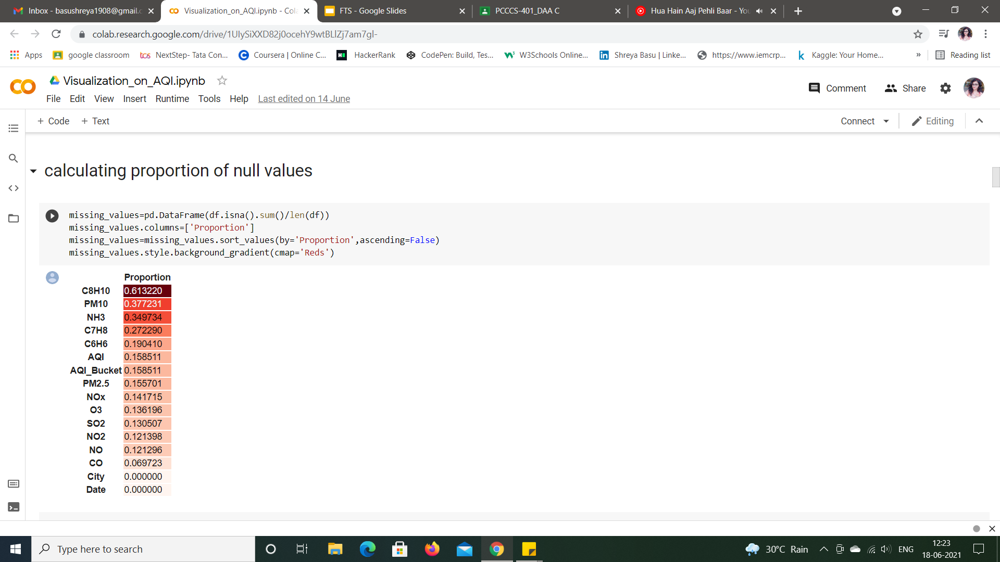 Inbox - basushreya1908@gmail.c
Visualization_on_AQI.ipynb - Cola
FTS - Google Slides
PCCCS-401_DAA C
Hua Hain Aaj Pehli Baar - You
colab.research.google.com/drive/1UIySiXXD82j0ocehY9wtBLlZj7am7gl-
Apps
google classroom
tcs NextStep- Tata Con...
Coursera | Online C...
HackerRank
CodePen: Build, Tes...
W3Schools Online...
Shreya Basu | Linke...
https://www.iemcrp...
Kaggle: Your Home...
»
Reading list
Visualization_on_AQI.ipynb
Comment
Share
File Edit View Insert Runtime Tools Help Last edited on 14 June
+ Code + Text
Connect
Editing
calculating proportion of null values
missing_values=pd.DataFrame(df.isna().sum()/len(df))
missing_values.columns=['Proportion']
missing_values=missing_values.sort_values(by='Proportion',ascending=False)
missing_values.style.background_gradient(cmap='Reds')
Proportion
C8H10 0.613220
PM10 0.377231
NH3 0.349734
C7H8 0.272290
C6H6 0.190410
AQI 0.158511
AQI_Bucket 0.158511
PM2.5 0.155701
NOx 0.141715
O3 0.136196
SO2 0.130507
NO2 0.121398
NO 0.121296
CO 0.069723
City 0.000000
Date 0.000000
Type here to search
30°C Rain
ENG
12:23
18-06-2021